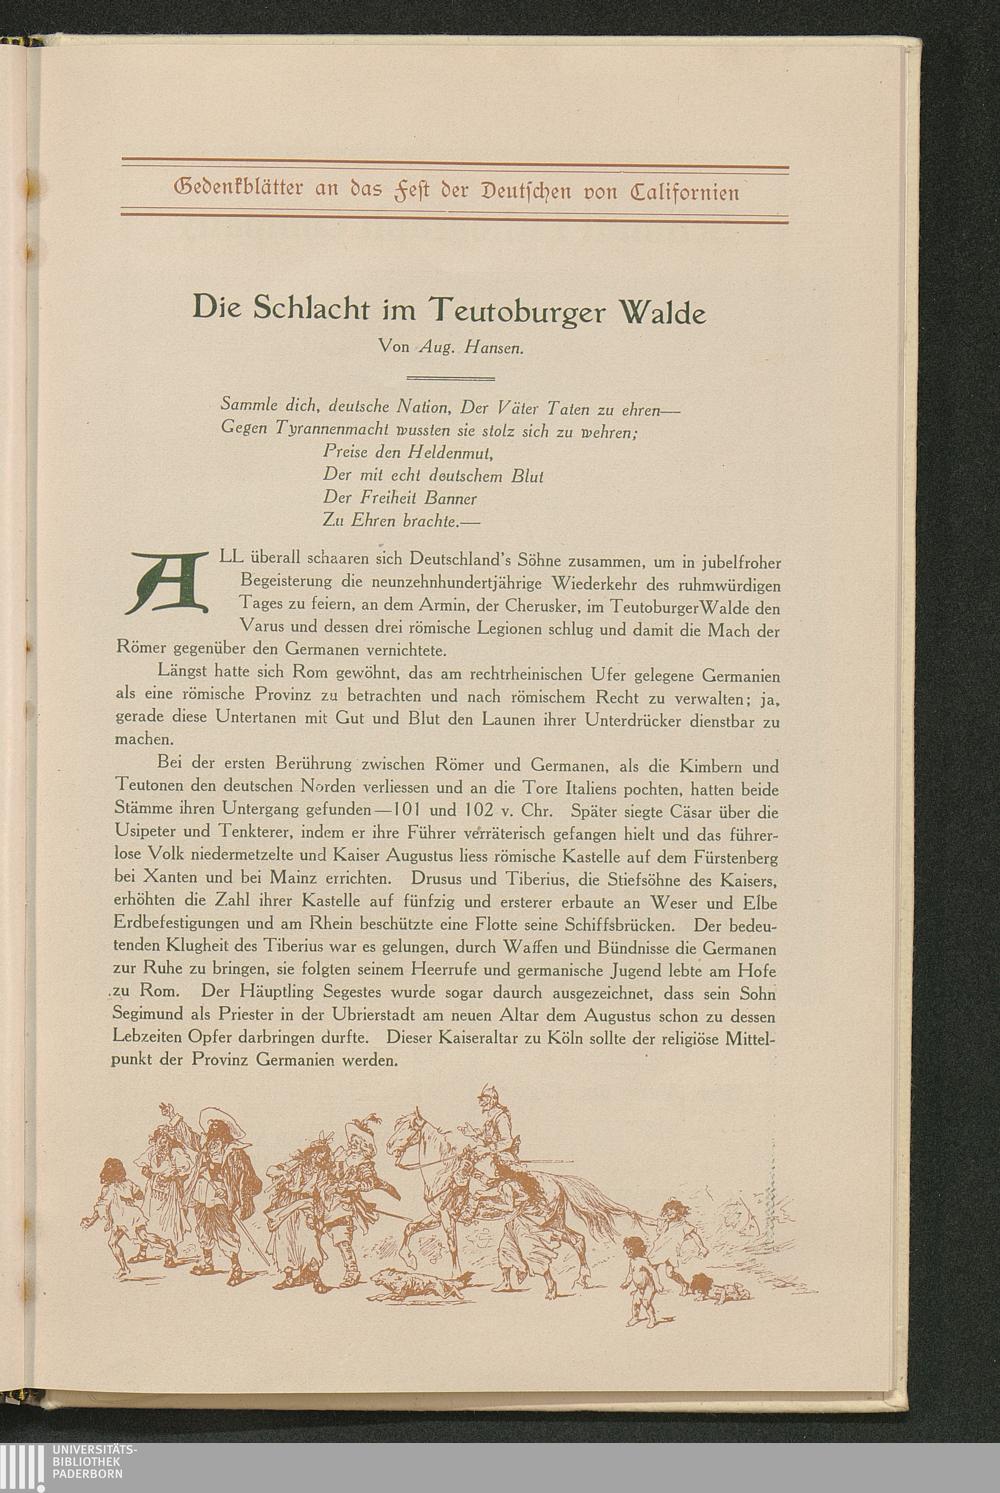 Gedenkblätter an das Fest der Deutschen von Californien
Die Schlacht im Teutoburger Walde
Von Aug. Hansen.
Sammle dich, deutsche Nation, Der Väter Taten zu ehren—
Gegen Tyrannenmacht wussten sie stolz sich zu wehren;
Preise den Heldenmut,
Der mit echt deutschem Blut
Der Freiheit Banner
Zu Ehren brachte.—
ALL überall schaaren sich Deutschland's Söhne zusammen, um in jubelfroher
Begeisterung die neunzehnhundertjährige Wiederkehr des ruhmwürdigen
Tages zu feiern, an dem Armin, der Cherusker, im TeutoburgerWalde den
Varus und dessen drei römische Legionen schlug und damit die Mach der
Römer gegenüber den Germanen vernichtete.
Längst hatte sich Rom gewöhnt, das am rechtrheinischen Ufer gelegene Germanien
als eine römische Provinz zu betrachten und nach römischem Recht zu verwalten; ja,
gerade diese Untertanen mit Gut und Blut den Launen ihrer Unterdrücker dienstbar zu
machen.
Bei der ersten Berührung zwischen Römer und Germanen, als die Kimbern und
Teutonen den deutschen Norden verliessen und an die Tore Italiens pochten, hatten beide
Stämme ihren Untergang gefunden—101 und 102 v. Chr. Später siegte Cäsar über die
Usipeter und Tenkterer, indem er ihre Führer verräterisch gefangen hielt und das führer-
lose Volk niedermetzelte und Kaiser Augustus liess römische Kastelle auf dem Fürstenberg
bei Xanten und bei Mainz errichten. Drusus und Tiberius, die Stiefsöhne des Kaisers,
erhöhten die Zahl ihrer Kastelle auf fünfzig und ersterer erbaute an Weser und Elbe
Erdbefestigungen und am Rhein beschützte eine Flotte seine Schiffsbrücken. Der bedeu-
tenden Klugheit des Tiberius war es gelungen, durch Waffen und Bündnisse die Germanen
zur Ruhe zu bringen, sie folgten seinem Heerrufe und germanische Jugend lebte am Hofe
zu Rom. Der Häuptling Segestes wurde sogar daurch ausgezeichnet, dass sein Sohn
Segimund als Priester in der Ubrierstadt am neuen Altar dem Augustus schon zu dessen
Lebzeiten Opfer darbringen durfte. Dieser Kaiseraltar zu Köln sollte der religiöse Mittel-
punkt der Provinz Germanien werden.
UNIVERSITÄTS-
BIBLIOTHEK
PADERBORN